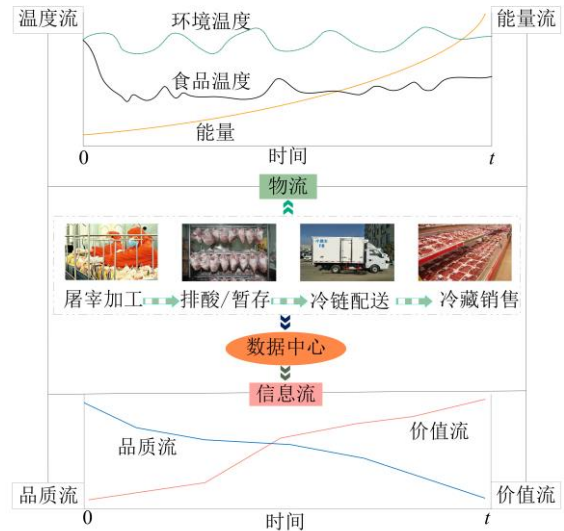 温度流
能量流
环境温度
食品温度
能量
0
时间
t
物流
屠宰加工
排酸/暂存
冷链配送
冷藏销售
数据中心
信息流
品质流
价值流
品质流
价值流
0
时间
t